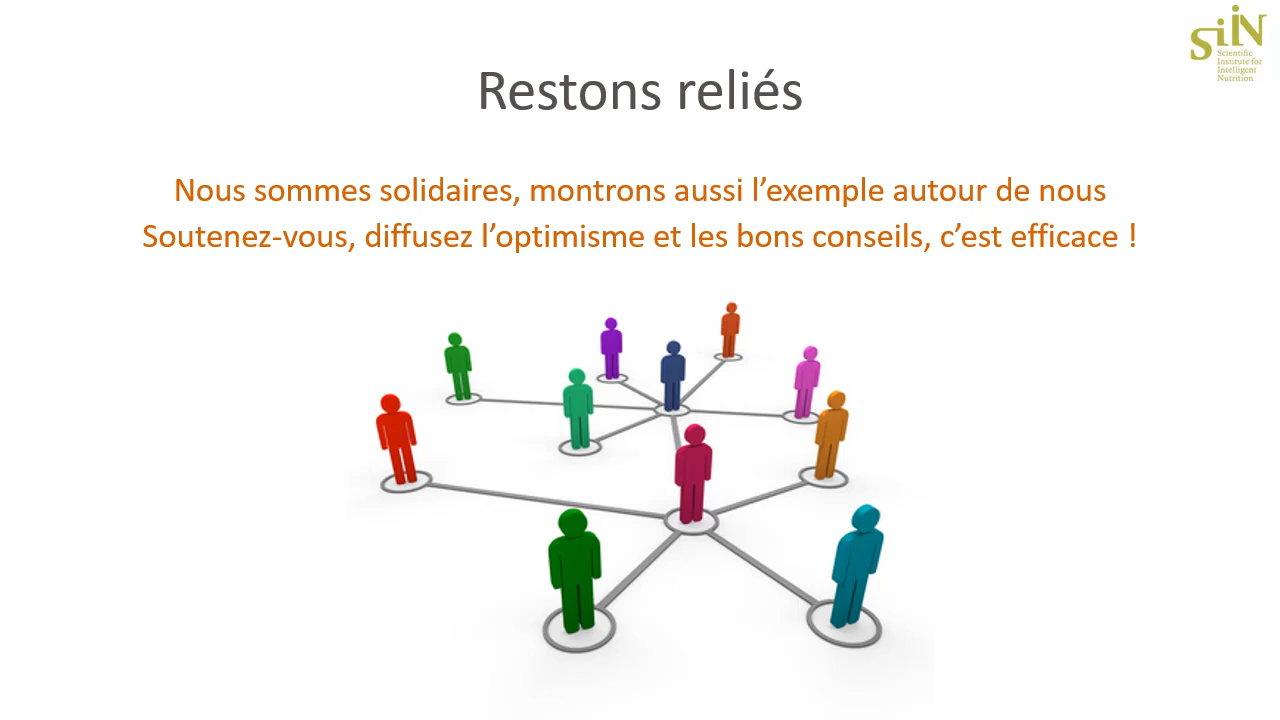 SiiN
Scientific
Institute for
Intelligent
Nutrition
Restons reliés
Nous sommes solidaires, montrons aussi l’exemple autour de nous
Soutenez-vous, diffusez l’optimisme et les bons conseils, c’est efficace !